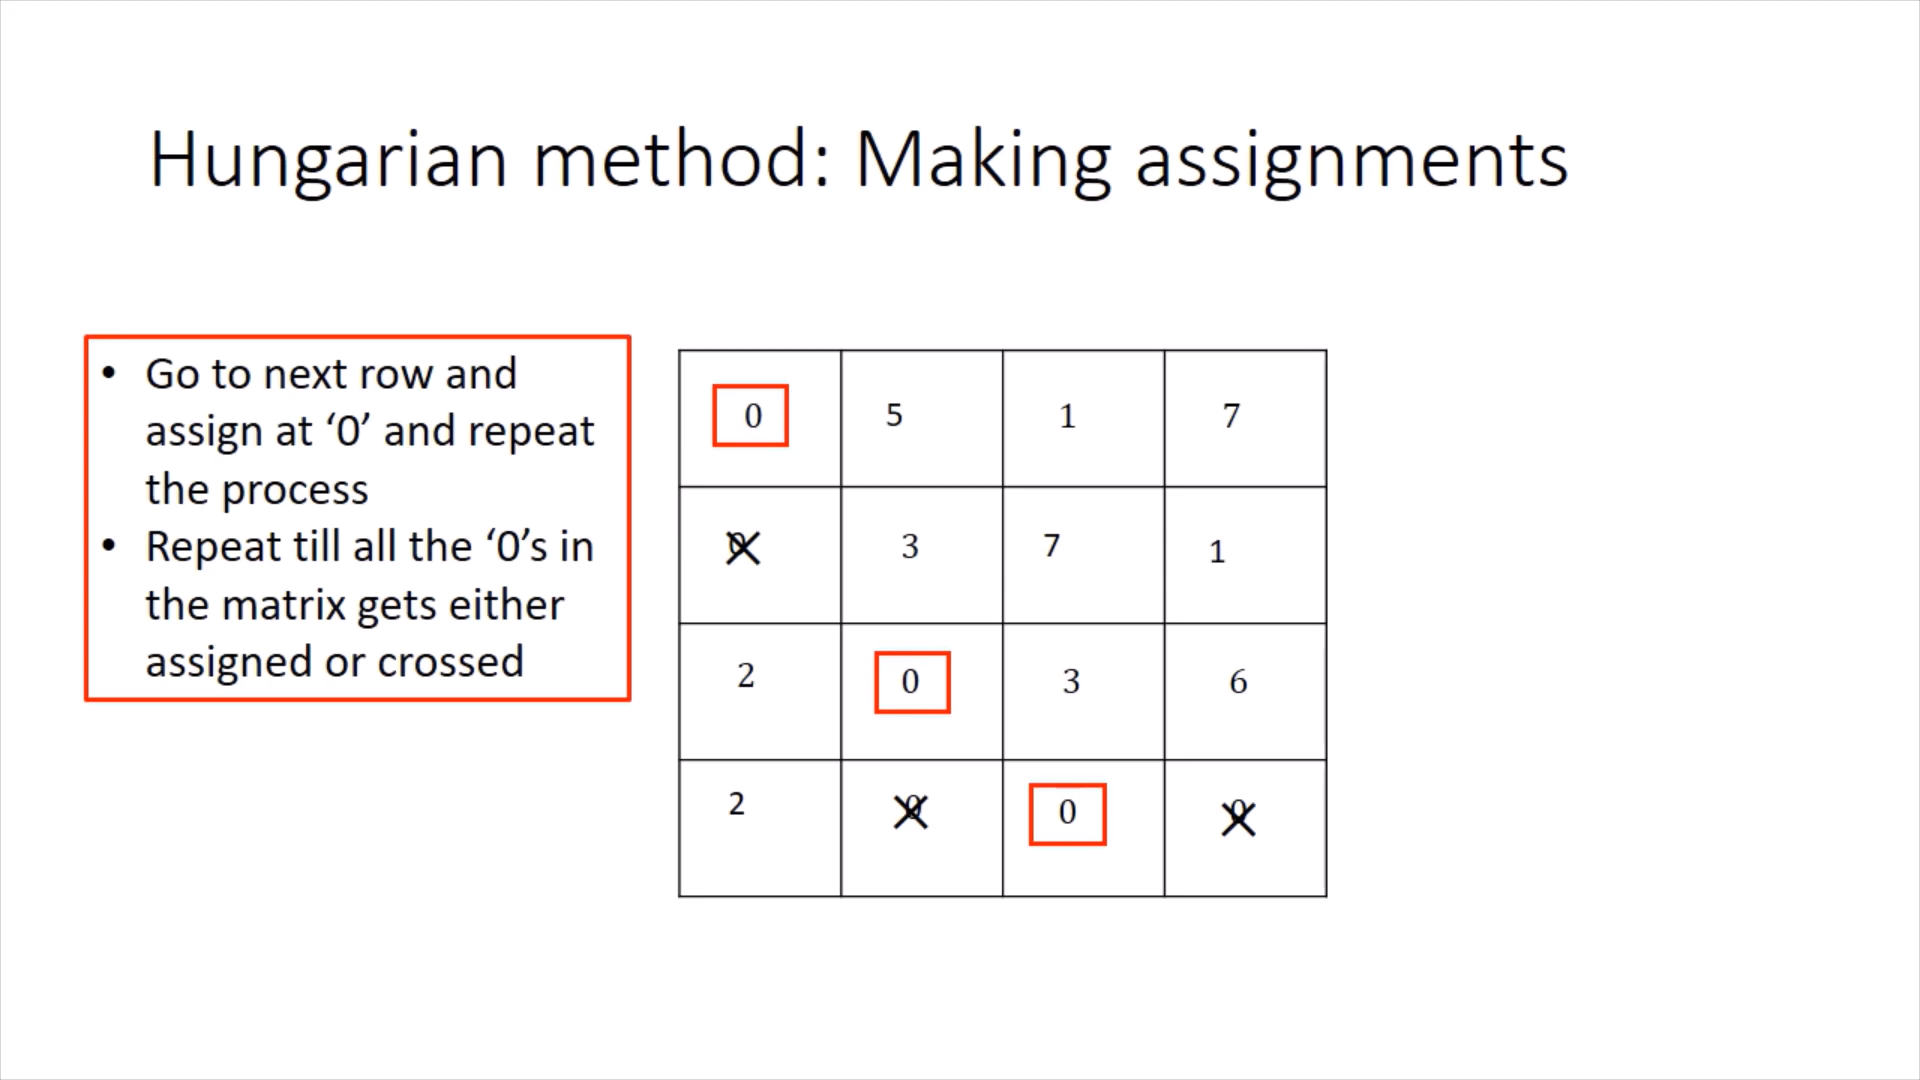 Hungarian method: Making assignments
• Go to next row and
assign at ‘0’ and repeat
the process
• Repeat till all the ‘0’s in
the matrix gets either
assigned or crossed
0 5 1 7
0 3 7 1
2 0 3 6
2 0 0 0